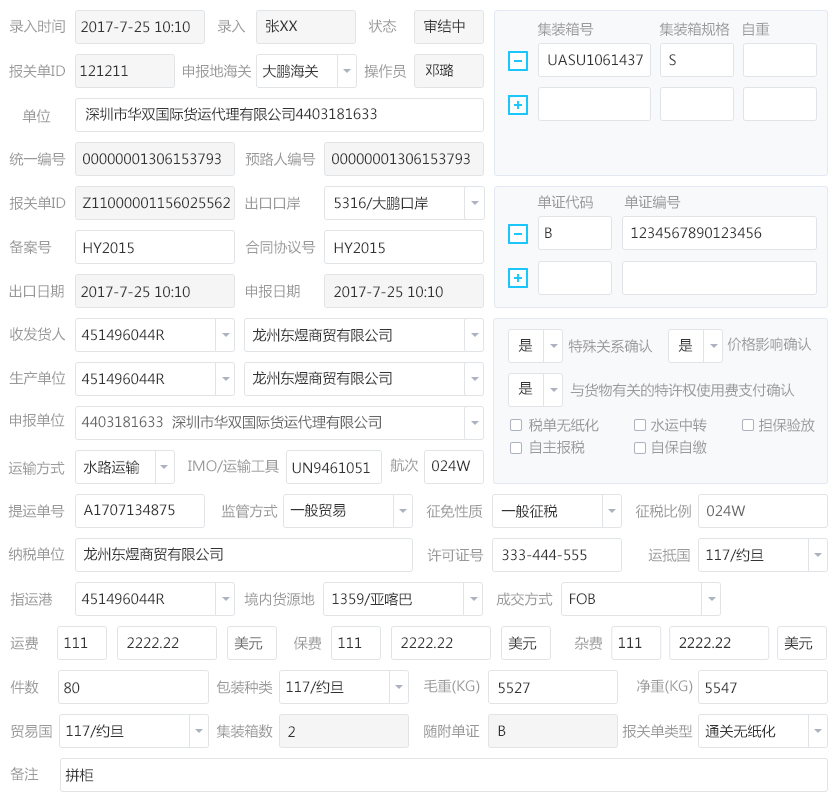 录入时间 2017-7-25 10:10 录入 张XX 状态 审结中
报关单ID 121211 申报地海关 大鹏海关 操作员 邓璐
单位 深圳市华双国际货运代理有限公司4403181633
统一编号 00000001306153793 预路人编号 00000001306153793
报关单ID Z11000001156025562 出口口岸 5316/大鹏口岸
备案号 HY2015 合同协议号 HY2015
出口日期 2017-7-25 10:10 申报日期 2017-7-25 10:10
收发货人 451496044R 龙州东煜商贸有限公司
生产单位 451496044R 龙州东煜商贸有限公司
申报单位 4403181633 深圳市华双国际货运代理有限公司
运输方式 水路运输 IMO/运输工具 UN9461051 航次 024W
集装箱号 集装箱规格 自重
UASU1061437 S
单证代码 单证编号
B 1234567890123456
是 特殊关系确认 是 价格影响确认
是 与货物有关的特许权使用费支付确认
税单无纸化 水运中转 担保验放
自主报税 自保自缴
提运单号 A1707134875 监管方式 一般贸易 征免性质 一般征税 征税比例 024W
纳税单位 龙州东煜商贸有限公司 许可证号 333-444-555 运抵国 117/约旦
指运港 451496044R 境内货源地 1359/亚喀巴 成交方式 FOB
运费 111 2222.22 美元 保费 111 2222.22 美元 杂费 111 2222.22 美元
件数 80 包装种类 117/约旦 毛重(KG) 5527 净重(KG) 5547
贸易国 117/约旦 集装箱数 2 随附单证 B 报关单类型 通关无纸化
备注 拼柜